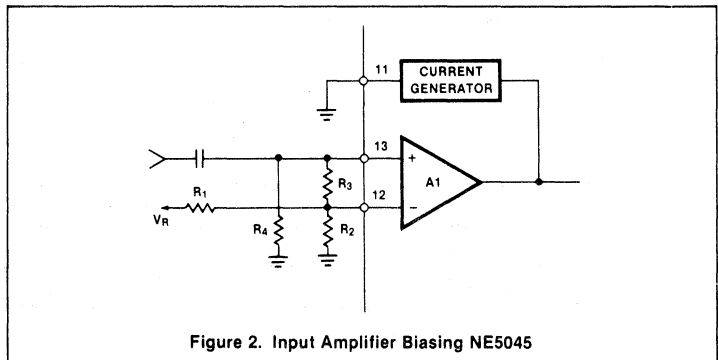 11
CURRENT
GENERATOR
13
+
A1
R3
R1
12
−
VR
R4
R2
Figure 2. Input Amplifier Biasing NE5045